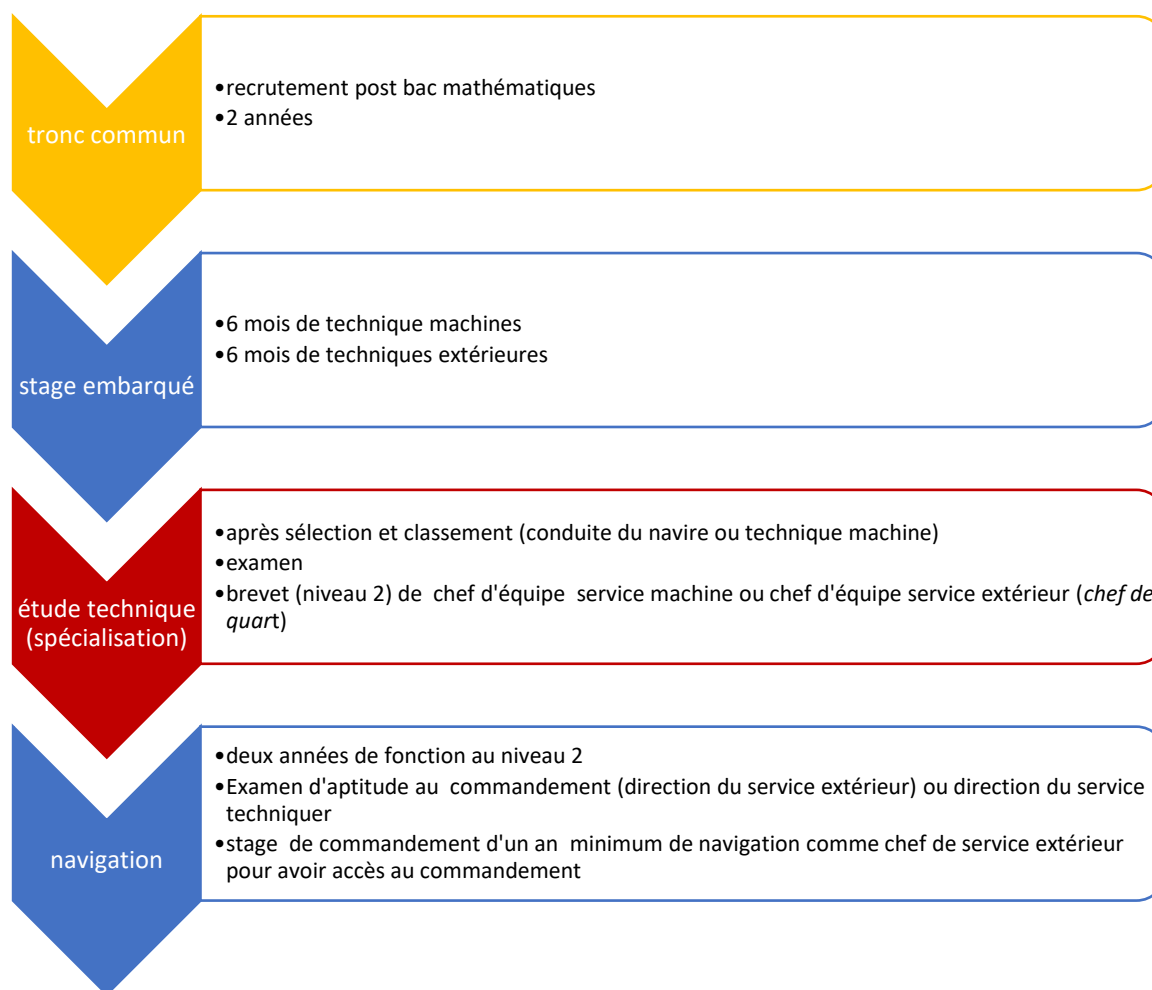 tronc commun
•recrutement post bac mathématiques
•2 années
stage embarqué
•6 mois de technique machines
•6 mois de techniques extérieures
étude technique
(spécialisation)
•après sélection et classement (conduite du navire ou technique machine)
•examen
•brevet (niveau 2) de chef d'équipe service machine ou chef d'équipe service extérieur (chef de
quart)
navigation
•deux années de fonction au niveau 2
•Examen d'aptitude au commandement (direction du service extérieur) ou direction du service
techniquer
•stage de commandement d'un an minimum de navigation comme chef de service extérieur
pour avoir accès au commandement